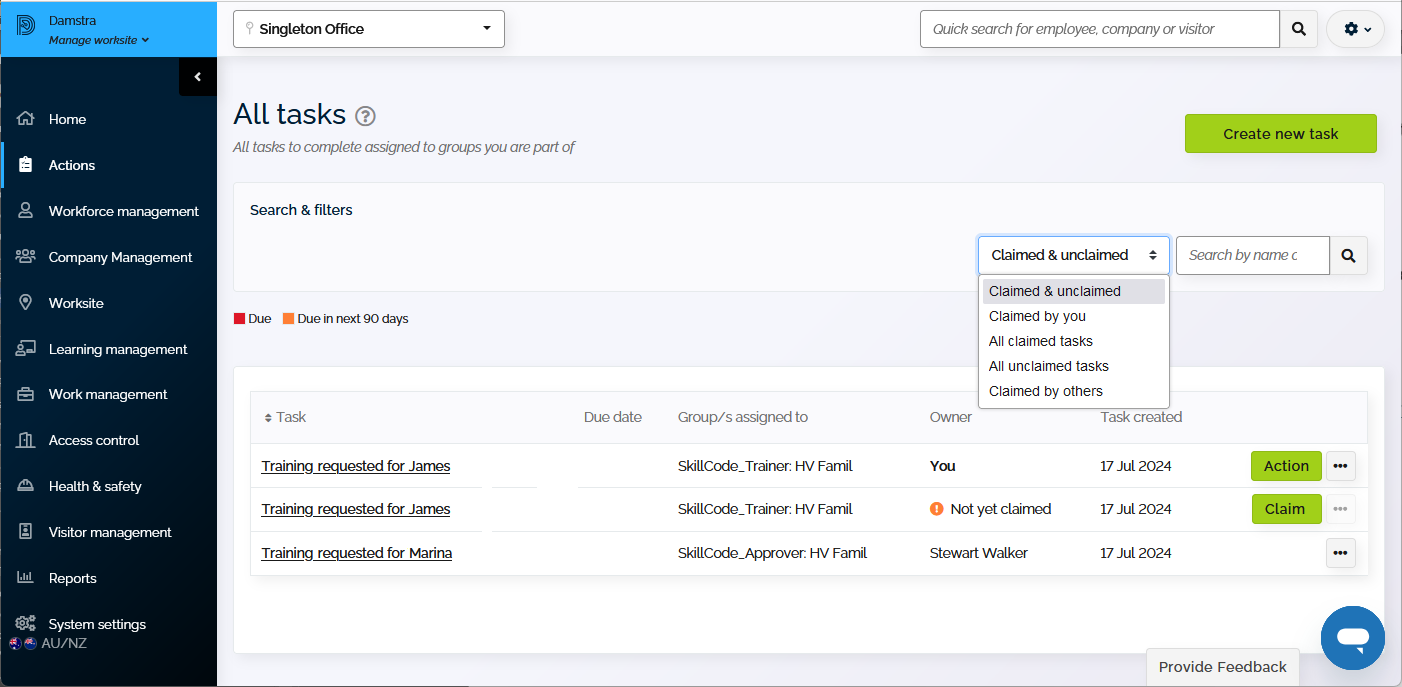 Damstra
Manage worksite
Singleton Office
Quick search for employee, company or visitor
Home
Actions
Workforce management
Company Management
Worksite
Learning management
Work management
Access control
Health & safety
Visitor management
Reports
System settings
AU/NZ
All tasks ?
All tasks to complete assigned to groups you are part of
Create new task
Search & filters
Claimed & unclaimed
Search by name c
Claimed & unclaimed
Claimed by you
All claimed tasks
All unclaimed tasks
Claimed by others
Due Due in next 90 days
Task Due date Group/s assigned to Owner Task created
Training requested for James SkillCode_Trainer: HV Famil You 17 Jul 2024 Action
Training requested for James SkillCode_Trainer: HV Famil Not yet claimed 17 Jul 2024 Claim
Training requested for Marina SkillCode_Approver: HV Famil Stewart Walker 17 Jul 2024
Provide Feedback